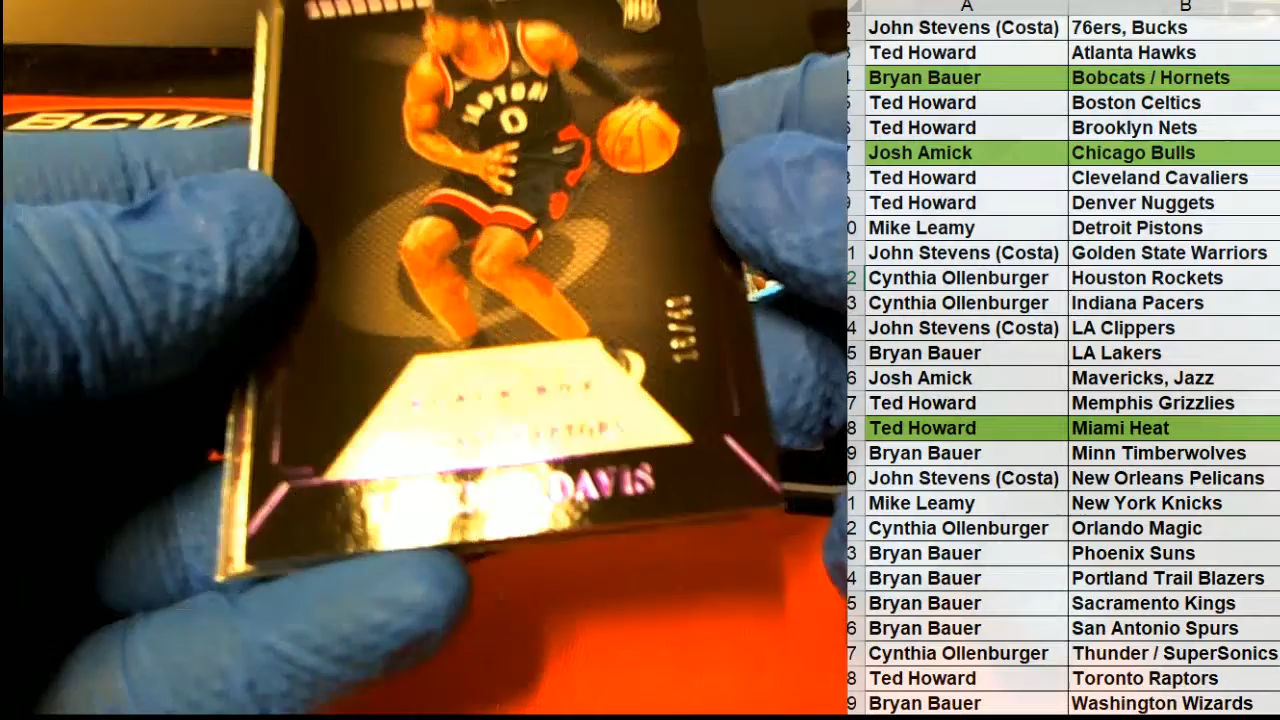 BCW
RC
0
DAVIS
A B
John Stevens (Costa) 76ers, Bucks
Ted Howard Atlanta Hawks
Bryan Bauer Bobcats / Hornets
Ted Howard Boston Celtics
Ted Howard Brooklyn Nets
Josh Amick Chicago Bulls
Ted Howard Cleveland Cavaliers
Ted Howard Denver Nuggets
Mike Leamy Detroit Pistons
John Stevens (Costa) Golden State Warriors
Cynthia Ollenburger Houston Rockets
Cynthia Ollenburger Indiana Pacers
John Stevens (Costa) LA Clippers
Bryan Bauer LA Lakers
Josh Amick Mavericks, Jazz
Ted Howard Memphis Grizzlies
Ted Howard Miami Heat
Bryan Bauer Minn Timberwolves
John Stevens (Costa) New Orleans Pelicans
Mike Leamy New York Knicks
Cynthia Ollenburger Orlando Magic
Bryan Bauer Phoenix Suns
Bryan Bauer Portland Trail Blazers
Bryan Bauer Sacramento Kings
Bryan Bauer San Antonio Spurs
Cynthia Ollenburger Thunder / SuperSonics
Ted Howard Toronto Raptors
Bryan Bauer Washington Wizards